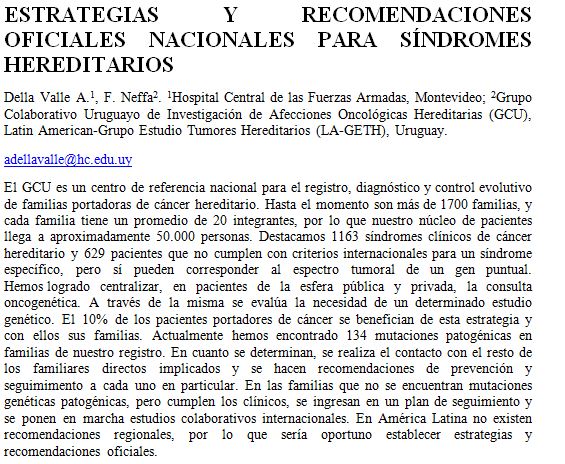 ESTRATEGIAS Y RECOMENDACIONES
OFICIALES NACIONALES PARA SÍNDROMES
HEREDITARIOS
Della Valle A.¹, F. Neffa². ¹Hospital Central de las Fuerzas Armadas, Montevideo; ²Grupo
Colaborativo Uruguayo de Investigación de Afecciones Oncológicas Hereditarias (GCU),
Latin American-Grupo Estudio Tumores Hereditarios (LA-GETH), Uruguay.
adellavalle@hc.edu.uy
El GCU es un centro de referencia nacional para el registro, diagnóstico y control evolutivo
de familias portadoras de cáncer hereditario. Hasta el momento son más de 1700 familias, y
cada familia tiene un promedio de 20 integrantes, por lo que nuestro núcleo de pacientes
llega a aproximadamente 50.000 personas. Destacamos 1163 síndromes clínicos de cáncer
hereditario y 629 pacientes que no cumplen con criterios internacionales para un síndrome
específico, pero sí pueden corresponder al espectro tumoral de un gen puntual.
Hemos logrado centralizar, en pacientes de la esfera pública y privada, la consulta
oncogenética. A través de la misma se evalúa la necesidad de un determinado estudio
genético. El 10% de los pacientes portadores de cáncer se benefician de esta estrategia y
con ellos sus familias. Actualmente hemos encontrado 134 mutaciones patogénicas en
familias de nuestro registro. En cuanto se determinan, se realiza el contacto con el resto de
los familiares directos implicados y se hacen recomendaciones de prevención y
seguimimento a cada uno en particular. En las familias que no se encuentran mutaciones
genéticas patogénicas, pero cumplen los clínicos, se ingresan en un plan de seguimiento y
se ponen en marcha estudios colaborativos internacionales. En América Latina no existen
recomendaciones regionales, por lo que sería oportuno establecer estrategias y
recomendaciones oficiales.